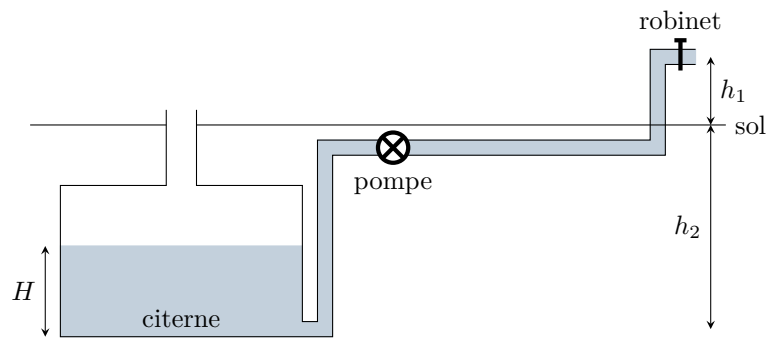 robinet
h₁
sol
pompe
h₂
H
citerne